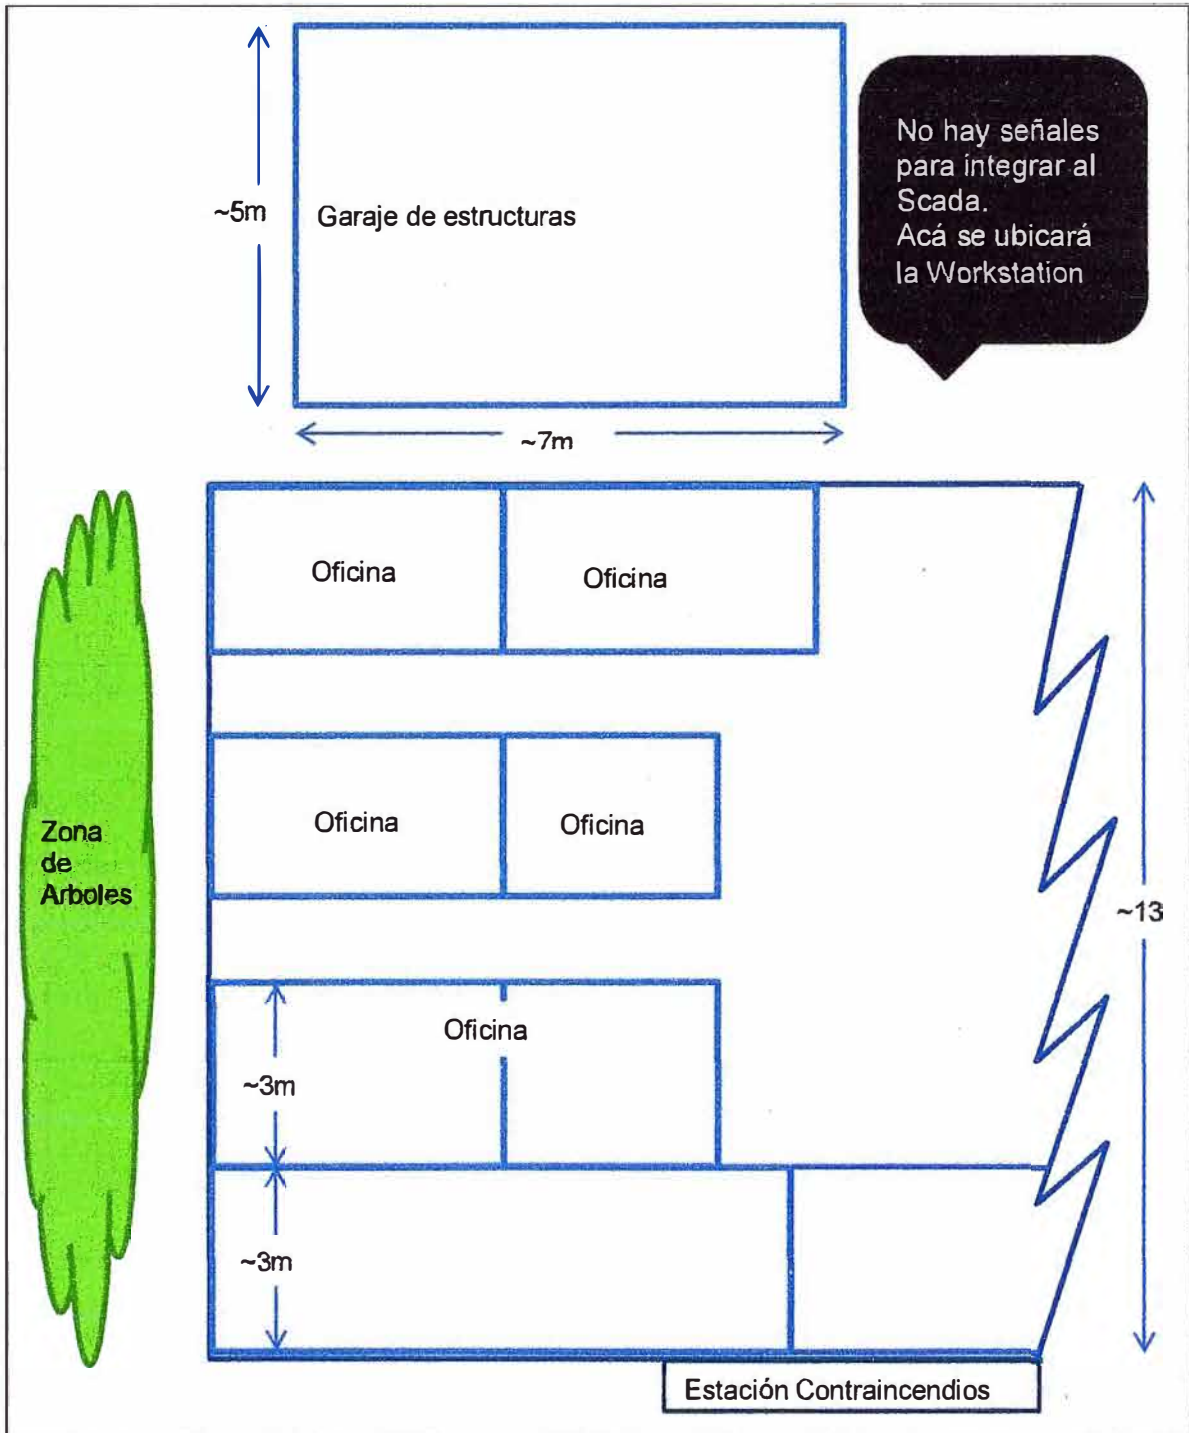 No hay señales
para integrar al
Scada.
Acá se ubicará
la Workstation
~5m
Garaje de estructuras
~7m
Oficina
Oficina
Oficina
Oficina
Zona
de
Arboles
~13
Oficina
~3m
~3m
Estación Contraincendios